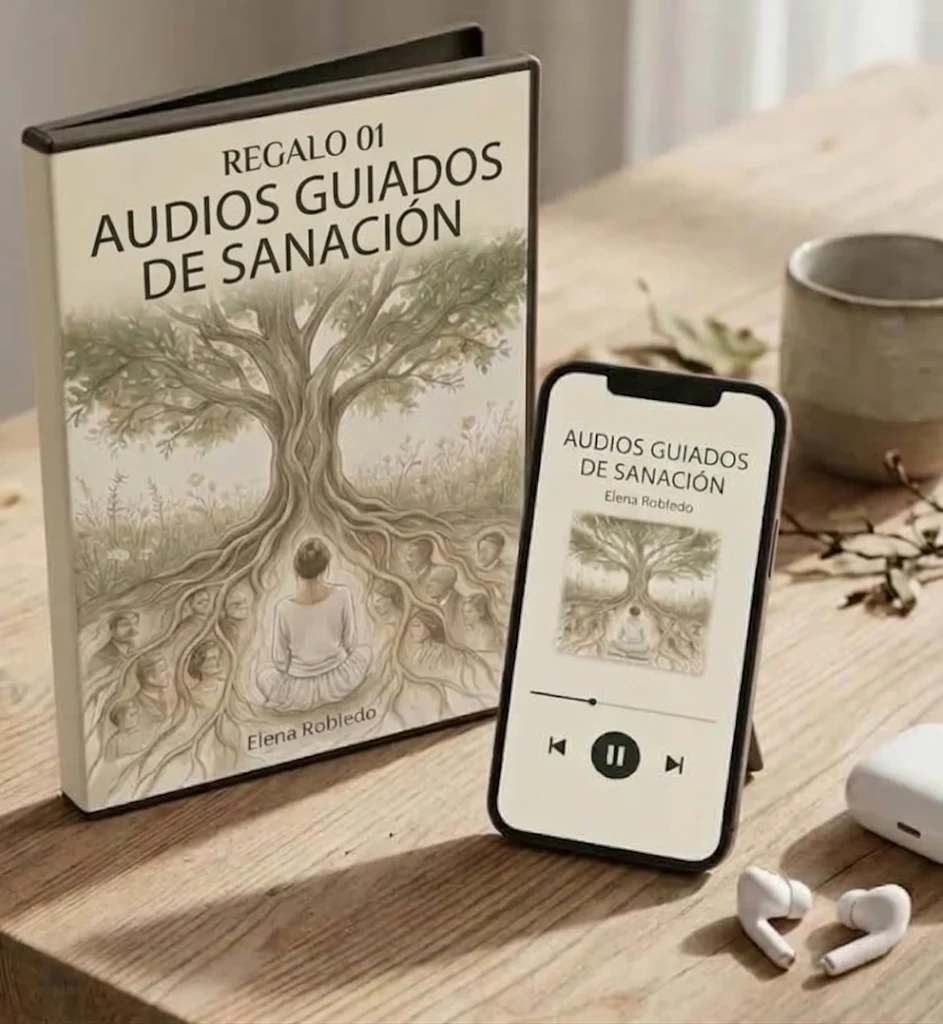 REGALO 01
AUDIOS GUIADOS
DE SANACIÓN
Elena Robledo
AUDIOS GUIADOS
DE SANACIÓN
Elena Robledo